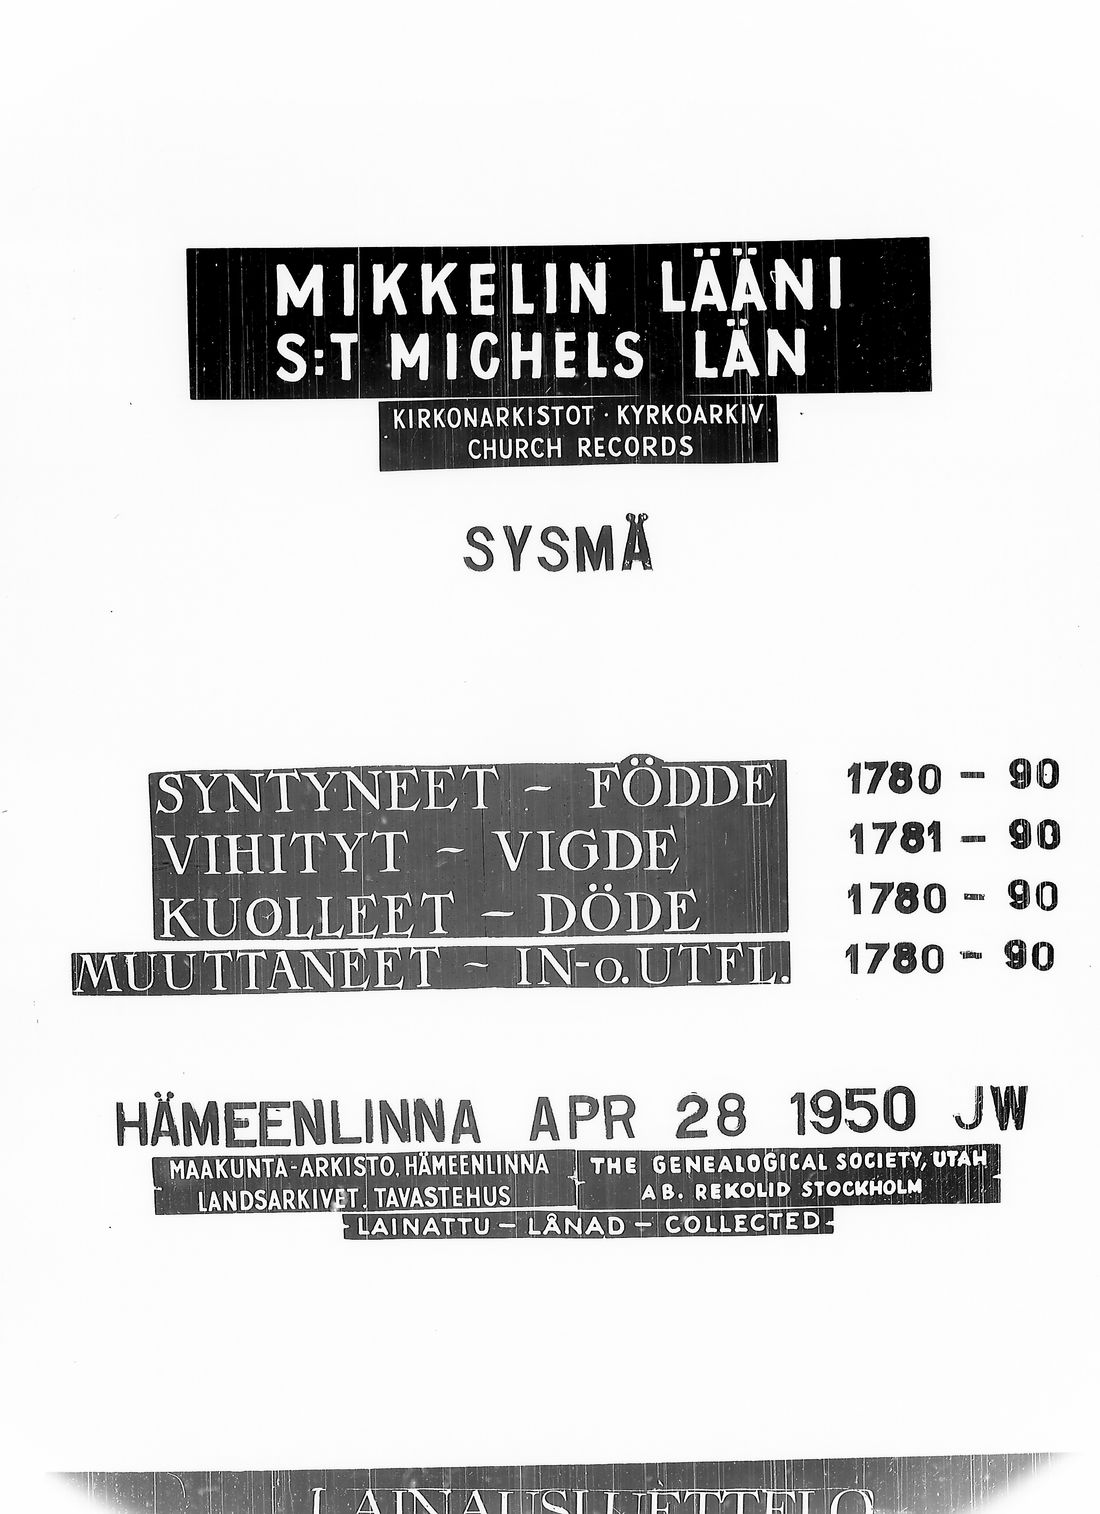 MIKKELIN LÄÄNI
S:T MICHELS LÄN
KIRKONARKISTOT · KYRKOARKIV
CHURCH RECORDS
SYSMÄ
SYNTYNEET - FÖDDE 1780 - 90
VIHITYT - VIGDE 1781 - 90
KUOLLEET - DÖDE 1780 - 90
MUUTTANEET - IN-o. UTFL. 1780 - 90
HÄMEENLINNA APR 28 1950 JW
MAAKUNTA-ARKISTO, HÄMEENLINNA
LANDSARKIVET, TAVASTEHUS
THE GENEALOGICAL SOCIETY, UTAH
AB. REKOLID STOCKHOLM
LAINATTU - LÅNAD - COLLECTED
LAINAUSLUETTELO